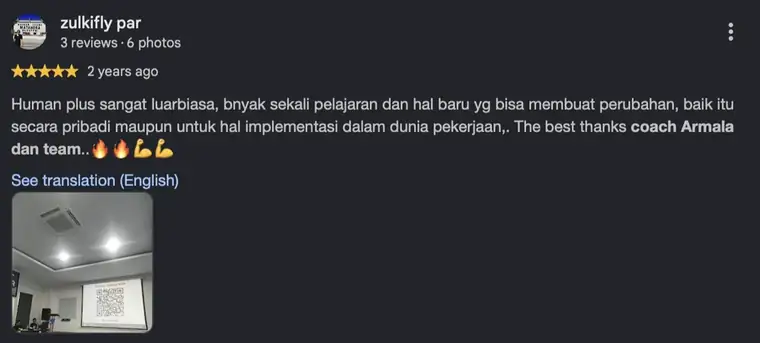 zulkifly par
3 reviews · 6 photos
2 years ago
Human plus sangat luarbiasa, bnyak sekali pelajaran dan hal baru yg bisa membuat perubahan, baik itu
secara pribadi maupun untuk hal implementasi dalam dunia pekerjaan,. The best thanks coach Armala
dan team..🔥🔥💪💪
See translation (English)